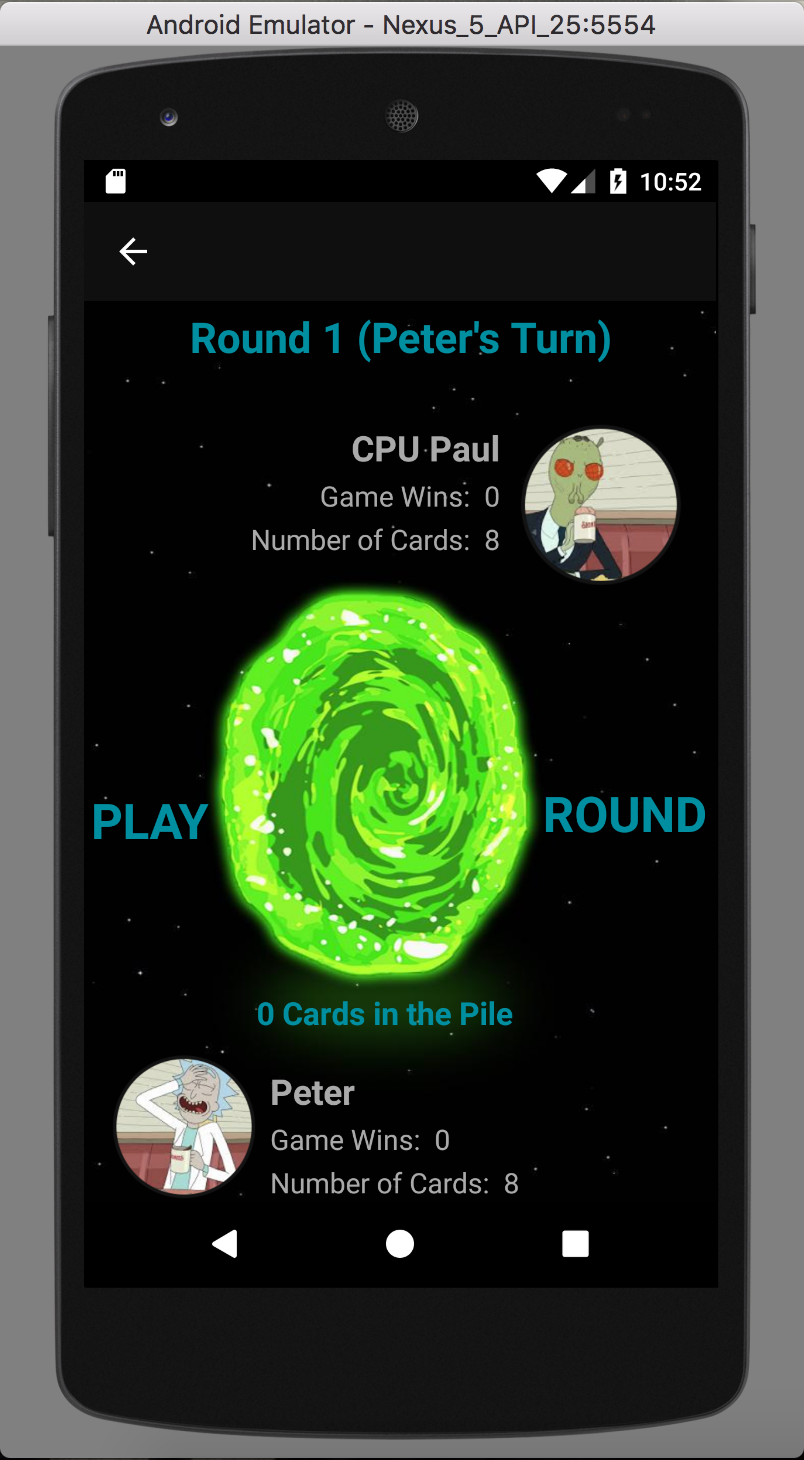 Android Emulator - Nexus_5_API_25:5554
10:52
Round 1 (Peter's Turn)
CPU Paul
Game Wins: 0
Number of Cards: 8
PLAY
ROUND
0 Cards in the Pile
Peter
Game Wins: 0
Number of Cards: 8